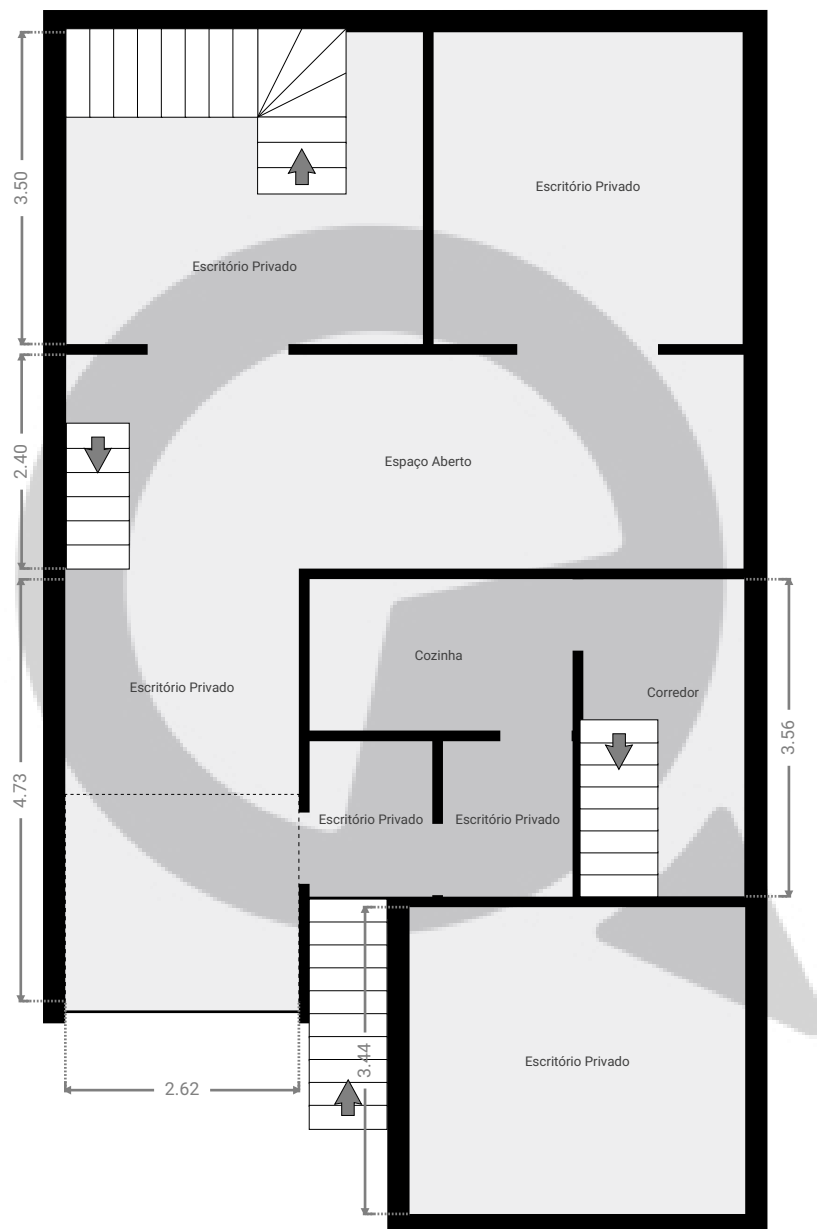 3.50
Escritório Privado
Escritório Privado
2.40
Espaço Aberto
Cozinha
Escritório Privado
Corredor
3.56
4.73
Escritório Privado
Escritório Privado
3.44
Escritório Privado
2.62